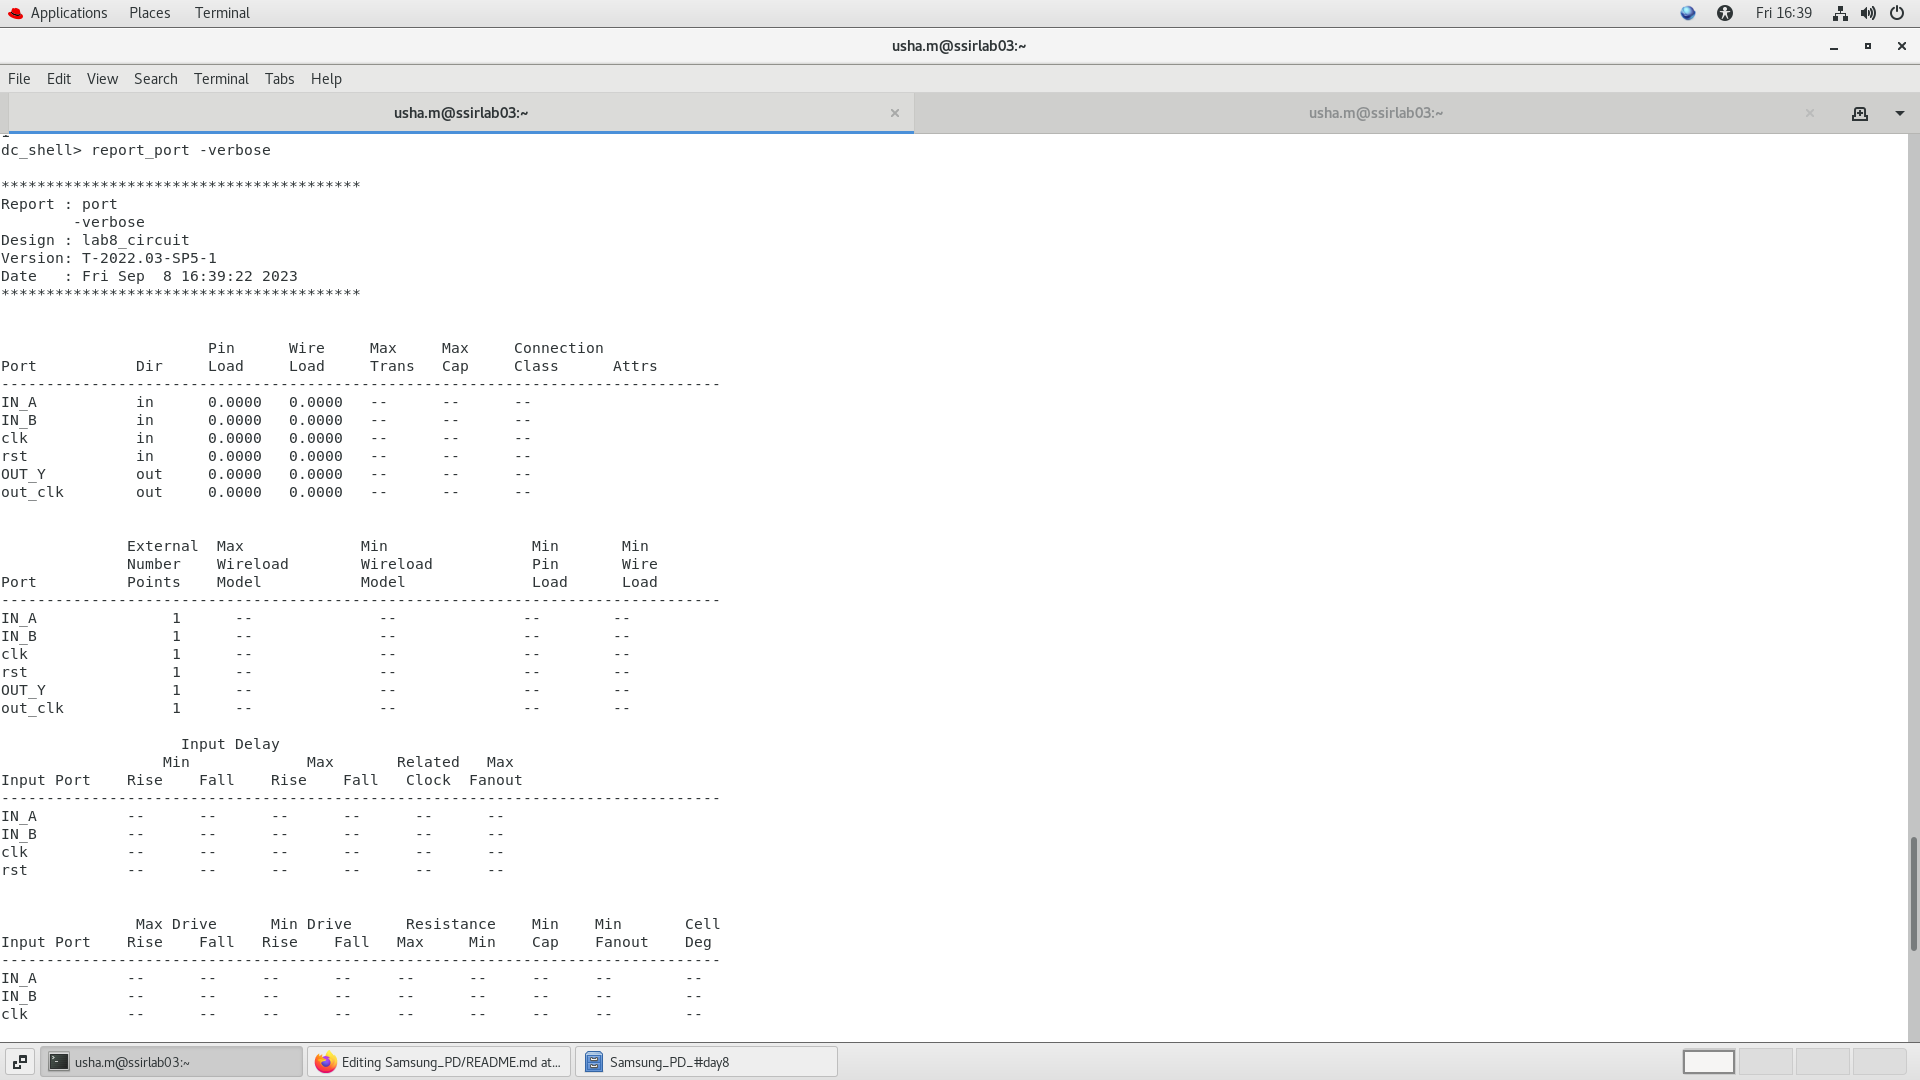 Applications Places Terminal Fri 16:39
usha.m@ssirlab03:~
File Edit View Search Terminal Tabs Help
usha.m@ssirlab03:~ × usha.m@ssirlab03:~ ×
dc_shell> report_port -verbose
****************************************
Report : port
        -verbose
Design : lab8_circuit
Version: T-2022.03-SP5-1
Date   : Fri Sep  8 16:39:22 2023
****************************************
                       Pin      Wire     Max     Max     Connection
Port           Dir     Load     Load     Trans   Cap     Class      Attrs
--------------------------------------------------------------------------------
IN_A           in      0.0000   0.0000   --      --      --
IN_B           in      0.0000   0.0000   --      --      --
clk            in      0.0000   0.0000   --      --      --
rst            in      0.0000   0.0000   --      --      --
OUT_Y          out     0.0000   0.0000   --      --      --
out_clk        out     0.0000   0.0000   --      --      --
              External  Max             Min                Min       Min
              Number    Wireload        Wireload           Pin       Wire
Port          Points    Model           Model              Load      Load
--------------------------------------------------------------------------------
IN_A               1      --              --              --        --
IN_B               1      --              --              --        --
clk                1      --              --              --        --
rst                1      --              --              --        --
OUT_Y              1      --              --              --        --
out_clk            1      --              --              --        --
                    Input Delay
                  Min             Max       Related   Max
Input Port    Rise    Fall    Rise    Fall   Clock  Fanout
--------------------------------------------------------------------------------
IN_A          --      --      --      --      --      --
IN_B          --      --      --      --      --      --
clk           --      --      --      --      --      --
rst           --      --      --      --      --      --
               Max Drive      Min Drive      Resistance    Min    Min       Cell
Input Port    Rise    Fall   Rise    Fall   Max     Min    Cap    Fanout    Deg
--------------------------------------------------------------------------------
IN_A          --      --     --      --     --      --     --     --        --
IN_B          --      --     --      --     --      --     --     --        --
clk           --      --     --      --     --      --     --     --        --
usha.m@ssirlab03:~ Editing Samsung_PD/README.md at... Samsung_PD_#day8